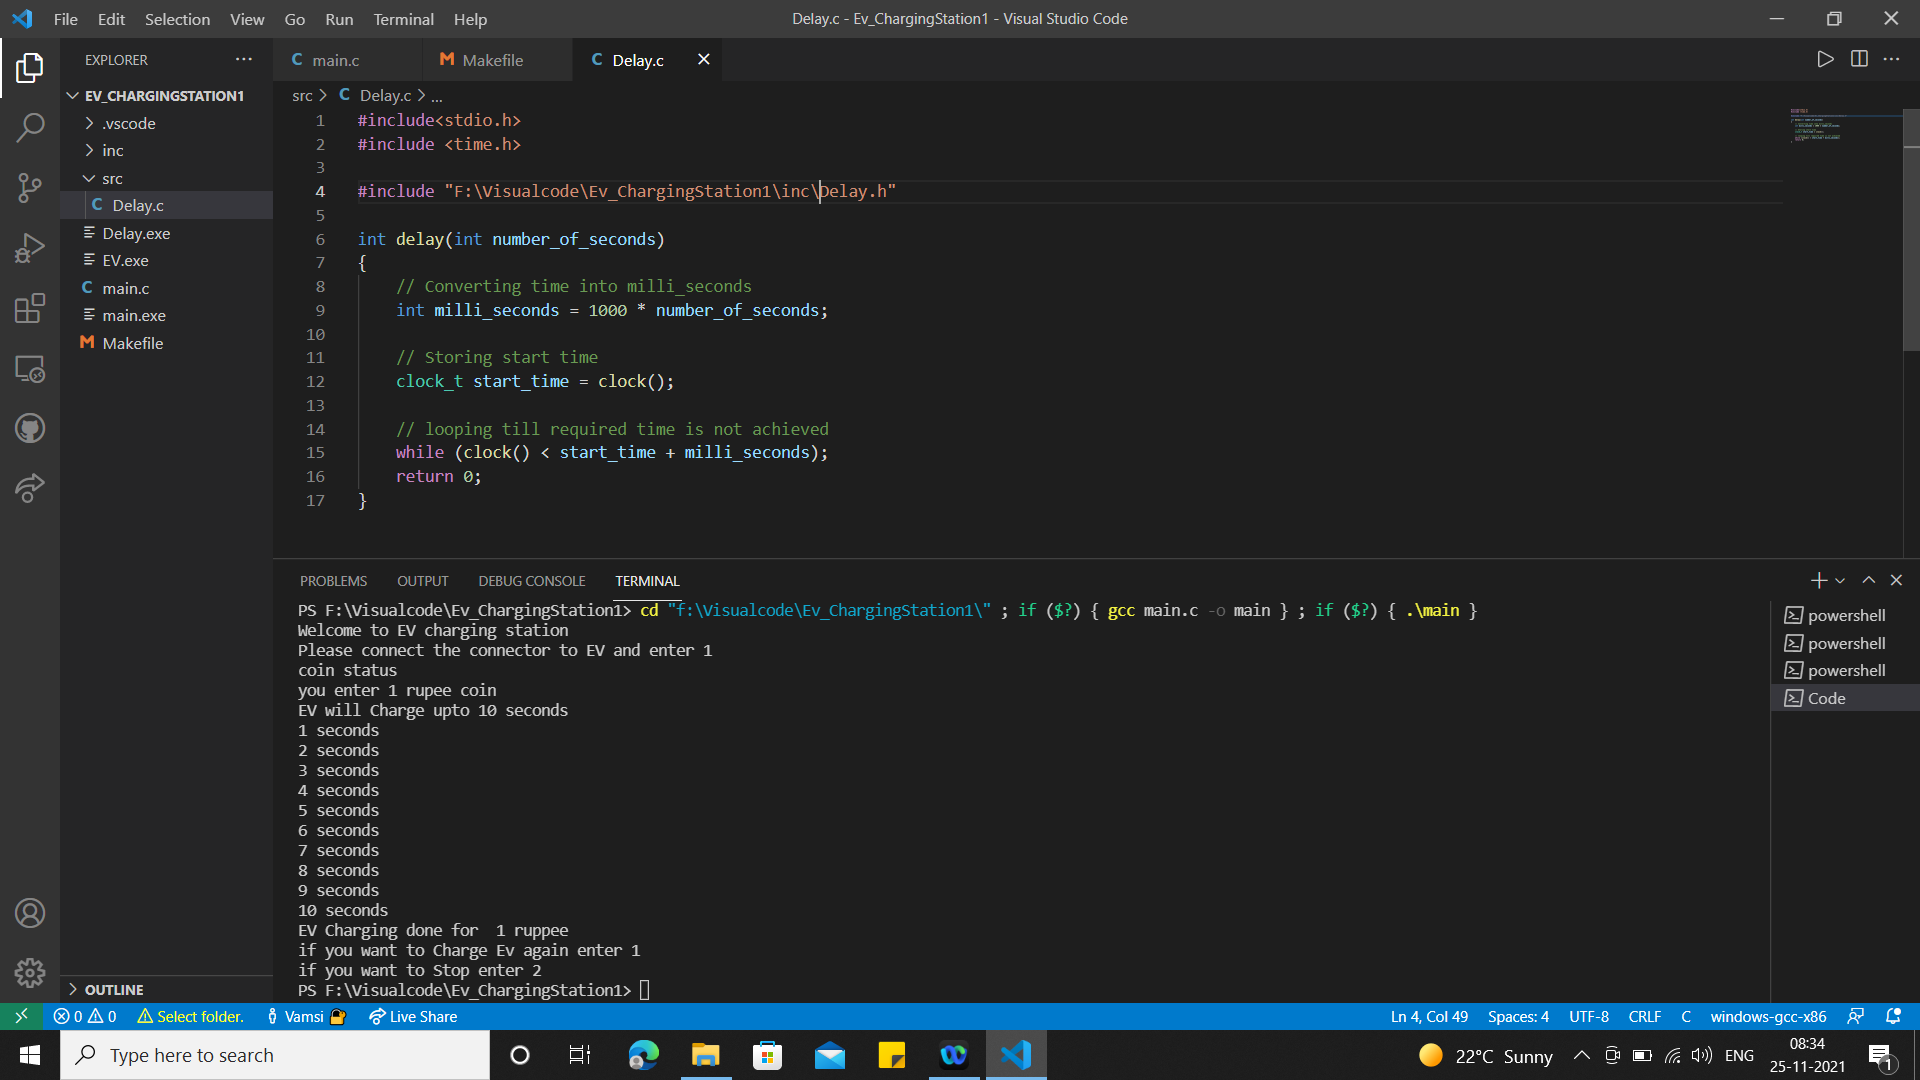 File Edit Selection View Go Run Terminal Help
Delay.c - Ev_ChargingStation1 - Visual Studio Code
EXPLORER
EV_CHARGINGSTATION1
.vscode
inc
src
Delay.c
Delay.exe
EV.exe
main.c
main.exe
Makefile
OUTLINE
main.c Makefile Delay.c
src > Delay.c > ...
1 #include<stdio.h>
2 #include <time.h>
3
4 #include "F:\Visualcode\Ev_ChargingStation1\inc\Delay.h"
5
6 int delay(int number_of_seconds)
7 {
8 // Converting time into milli_seconds
9 int milli_seconds = 1000 * number_of_seconds;
10
11 // Storing start time
12 clock_t start_time = clock();
13
14 // looping till required time is not achieved
15 while (clock() < start_time + milli_seconds);
16 return 0;
17 }
PROBLEMS OUTPUT DEBUG CONSOLE TERMINAL
PS F:\Visualcode\Ev_ChargingStation1> cd "f:\Visualcode\Ev_ChargingStation1\" ; if ($?) { gcc main.c -o main } ; if ($?) { .\main }
Welcome to EV charging station
Please connect the connector to EV and enter 1
coin status
you enter 1 rupee coin
EV will Charge upto 10 seconds
1 seconds
2 seconds
3 seconds
4 seconds
5 seconds
6 seconds
7 seconds
8 seconds
9 seconds
10 seconds
EV Charging done for  1 ruppee
if you want to Charge Ev again enter 1
if you want to Stop enter 2
PS F:\Visualcode\Ev_ChargingStation1>
powershell
powershell
powershell
Code
0 0 Select folder. Vamsi Live Share
Ln 4, Col 49 Spaces: 4 UTF-8 CRLF C windows-gcc-x86
Type here to search
22°C Sunny ENG
08:34
25-11-2021
1